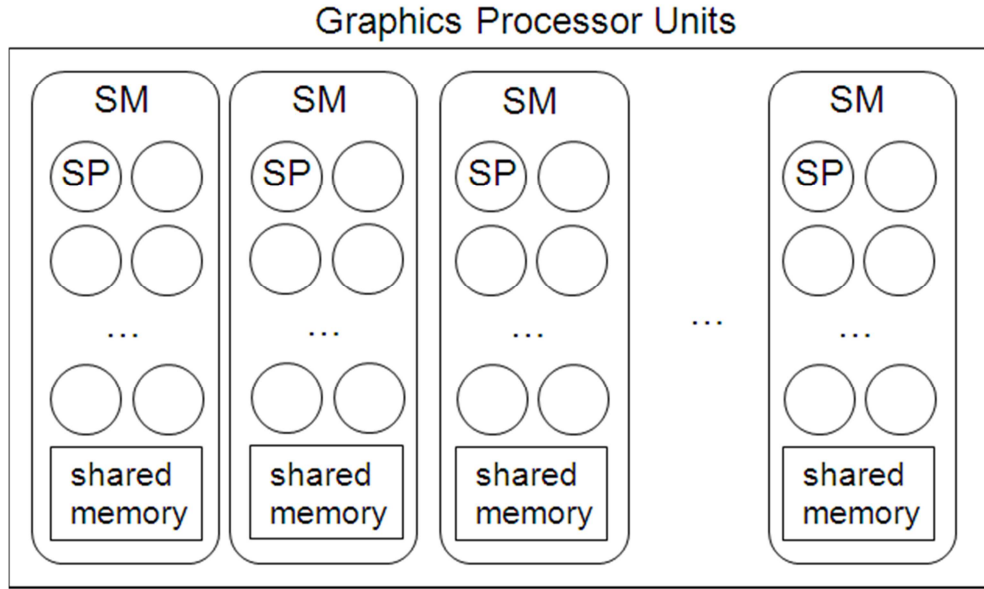 Graphics Processor Units
SM
SM
SM
SM
SP
SP
SP
SP
...
...
...
...
...
shared
memory
shared
memory
shared
memory
shared
memory